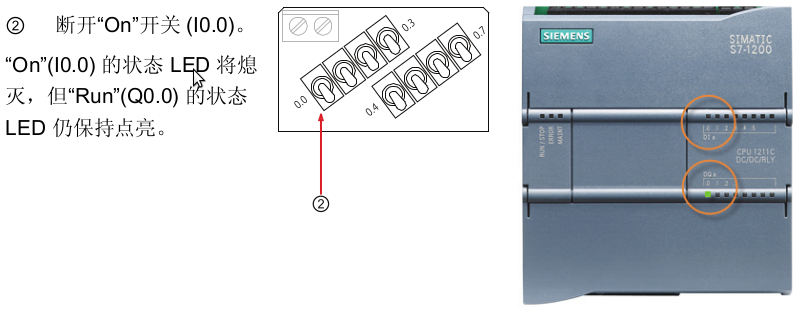 ② 断开“On”开关 (I0.0)。
“On”(I0.0) 的状态 LED 将熄
灭，但“Run”(Q0.0) 的状态
LED 仍保持点亮。
0.0
0.3
0.4
0.7
②
SIEMENS
SIMATIC
S7-1200
RUN / STOP
ERROR
MAINT
0 1 2 3 4 5
DI a
CPU 1211C
DC/DC/RLY
DQ a
0 1 2